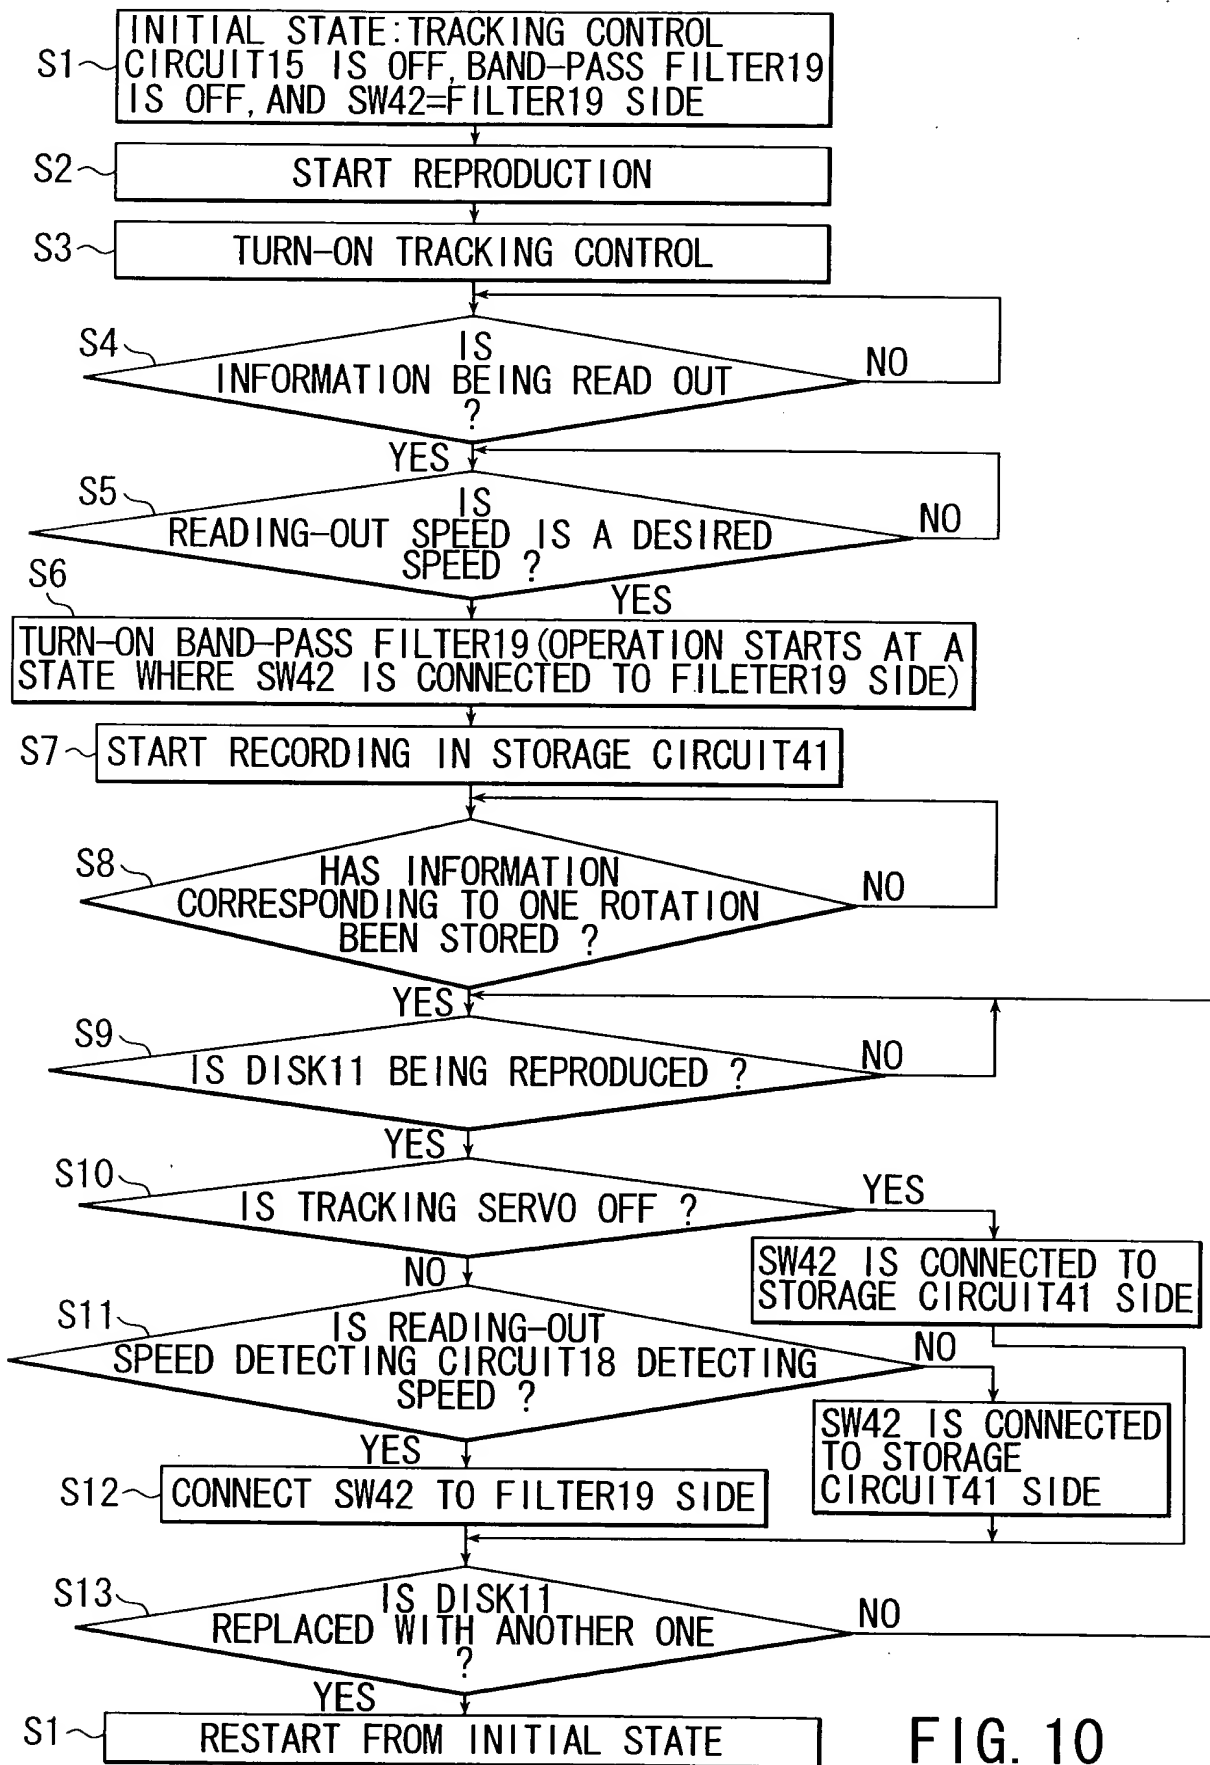 S1
INITIAL STATE:TRACKING CONTROL
CIRCUIT15 IS OFF, BAND-PASS FILTER19
IS OFF, AND SW42=FILTER19 SIDE
S2
START REPRODUCTION
S3
TURN-ON TRACKING CONTROL
S4
IS
INFORMATION BEING READ OUT
?
NO
YES
S5
IS
READING-OUT SPEED IS A DESIRED
SPEED ?
NO
YES
S6
TURN-ON BAND-PASS FILTER19(OPERATION STARTS AT A
STATE WHERE SW42 IS CONNECTED TO FILETER19 SIDE)
S7
START RECORDING IN STORAGE CIRCUIT41
S8
HAS INFORMATION
CORRESPONDING TO ONE ROTATION
BEEN STORED ?
NO
YES
S9
IS DISK11 BEING REPRODUCED ?
NO
YES
S10
IS TRACKING SERVO OFF ?
YES
NO
SW42 IS CONNECTED TO
STORAGE CIRCUIT41 SIDE
S11
IS READING-OUT
SPEED DETECTING CIRCUIT18 DETECTING
SPEED ?
NO
YES
SW42 IS CONNECTED
TO STORAGE
CIRCUIT41 SIDE
S12
CONNECT SW42 TO FILTER19 SIDE
S13
IS DISK11
REPLACED WITH ANOTHER ONE
?
NO
YES
S1
RESTART FROM INITIAL STATE
FIG. 10